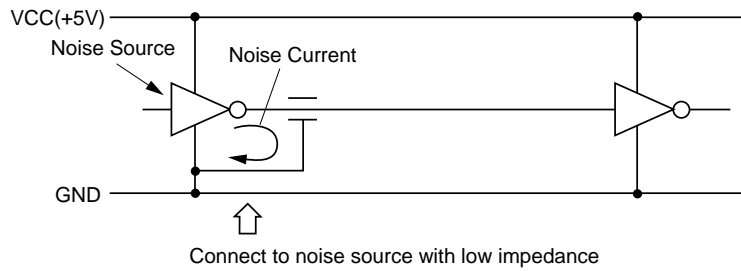 VCC(+5V)
Noise Source
Noise Current
GND
Connect to noise source with low impedance